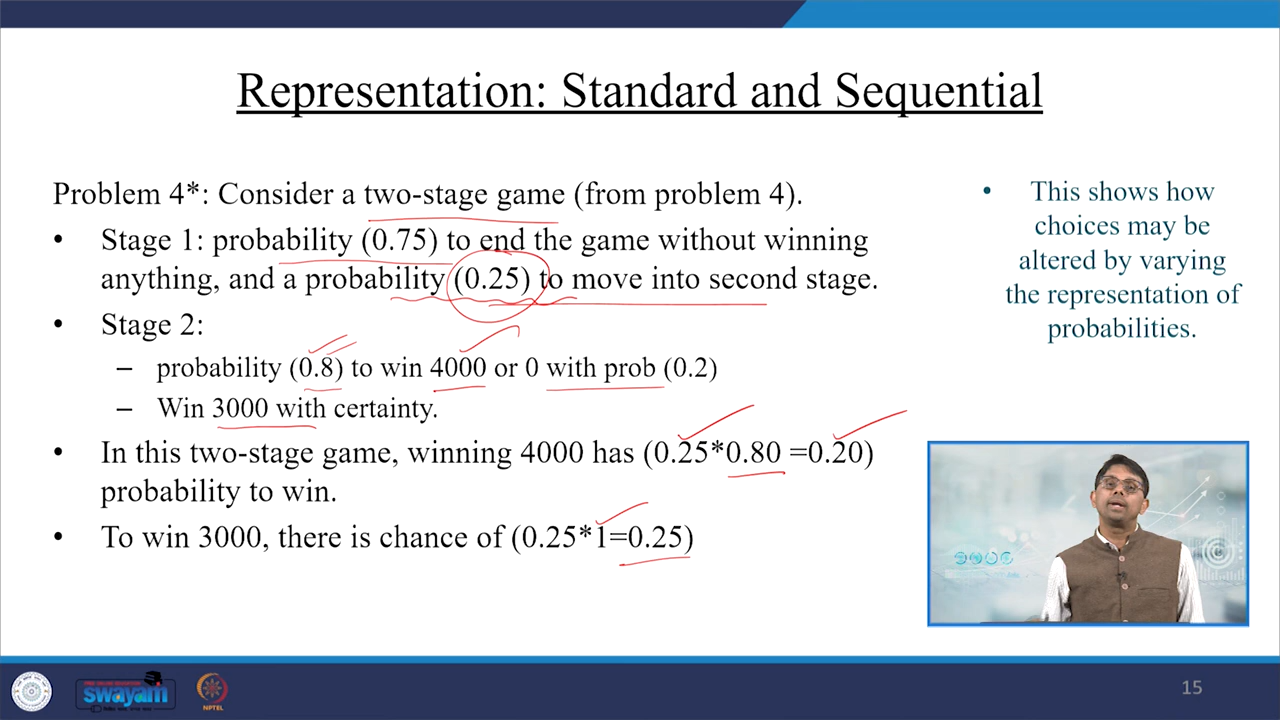 Representation: Standard and Sequential
Problem 4*: Consider a two-stage game (from problem 4).
• Stage 1: probability (0.75) to end the game without winning
anything, and a probability (0.25) to move into second stage.
• Stage 2:
– probability (0.8) to win 4000 or 0 with prob (0.2)
– Win 3000 with certainty.
• In this two-stage game, winning 4000 has (0.25*0.80 =0.20)
probability to win.
• To win 3000, there is chance of (0.25*1=0.25)
• This shows how
choices may be
altered by varying
the representation of
probabilities.
swayam
NPTEL
15